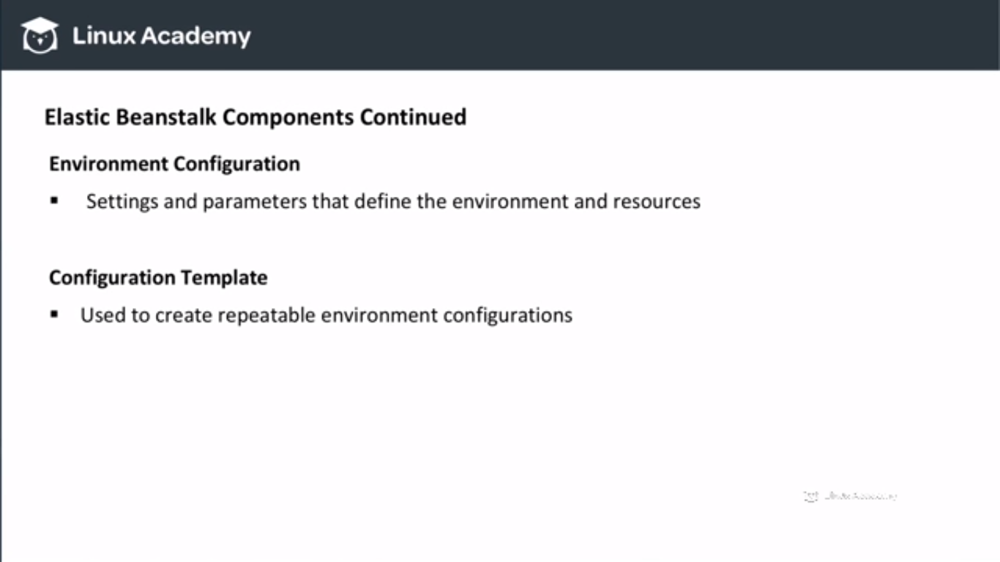 Linux Academy
Elastic Beanstalk Components Continued
Environment Configuration
▪ Settings and parameters that define the environment and resources
Configuration Template
▪ Used to create repeatable environment configurations
Linux Academy